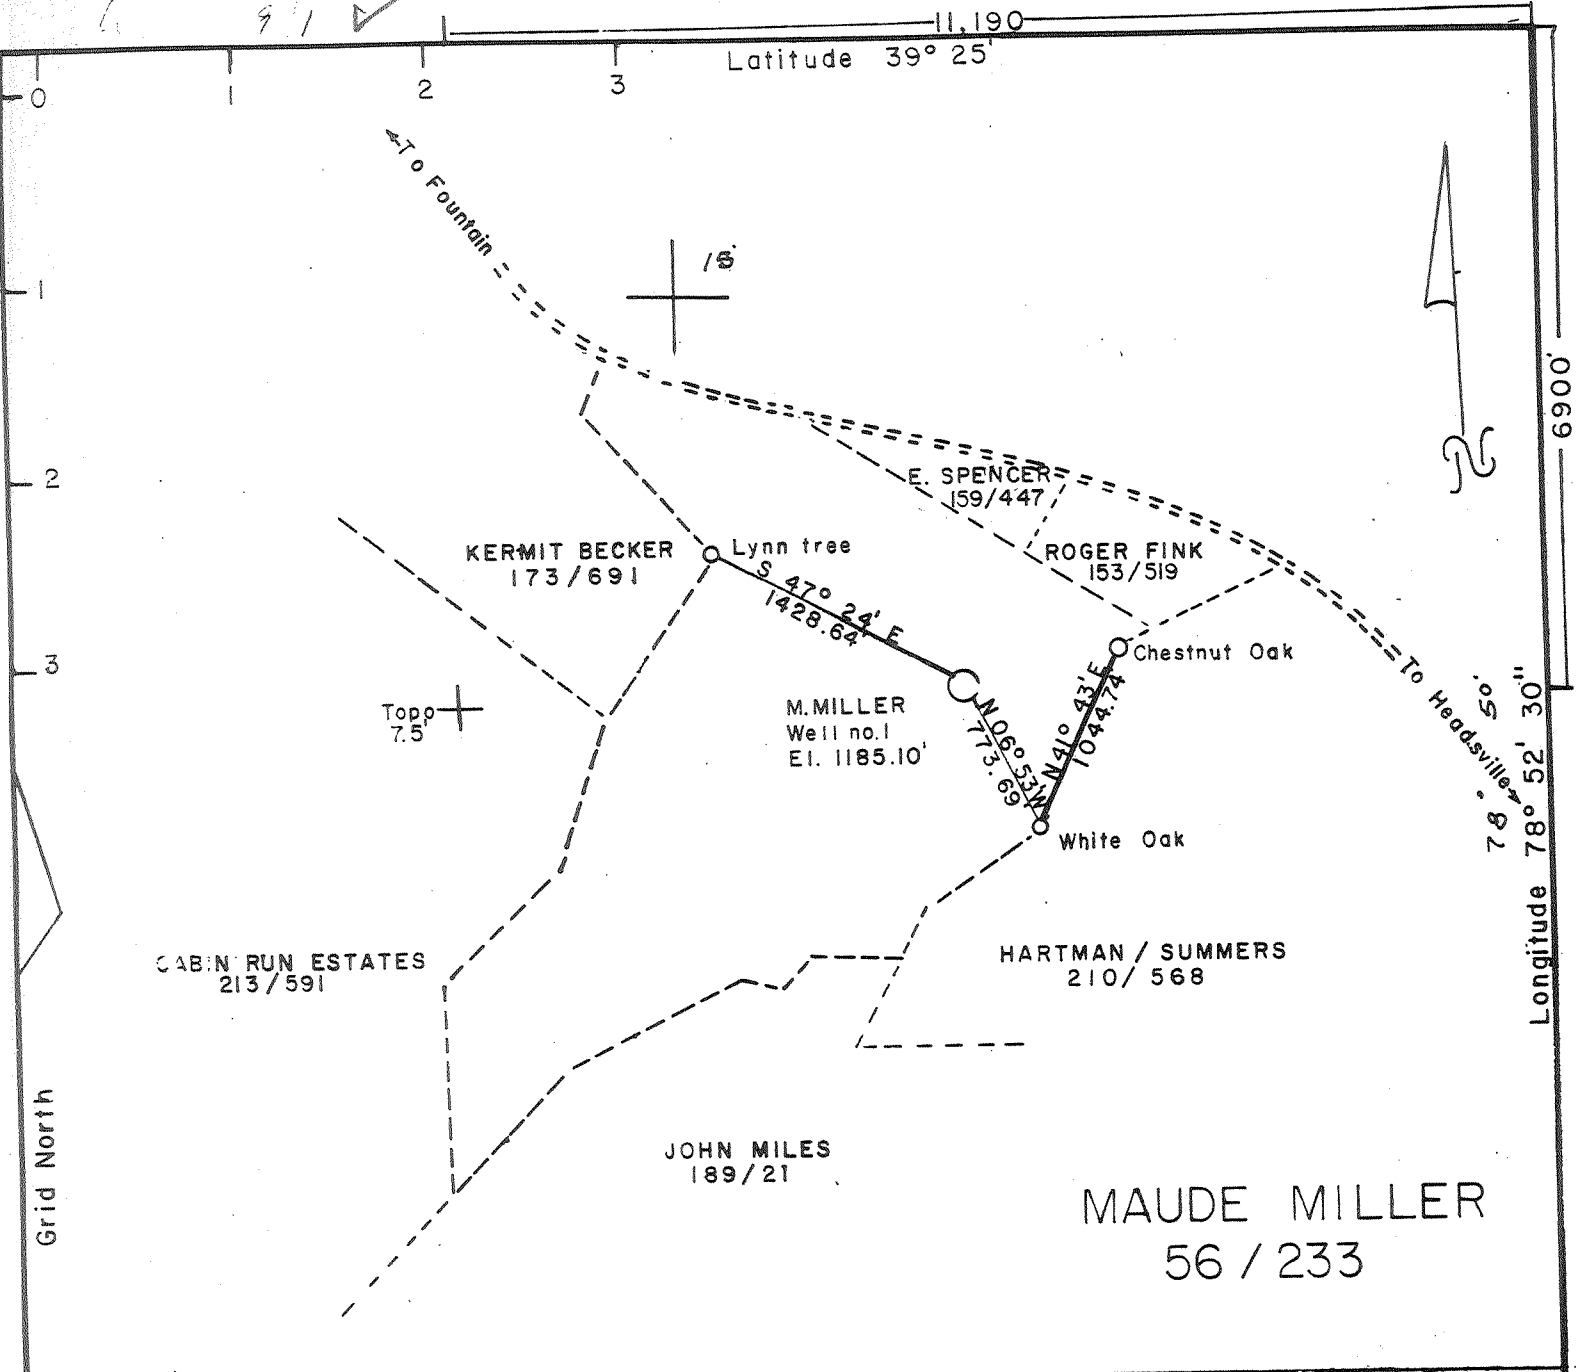 11,190
Latitude 39° 25'
0
1
2
3
To Fountain
15'
1
6900'
E. SPENCER
159/447
2
Lynn tree
KERMIT BECKER
173/691
ROGER FINK
153/519
S 47° 24' E
1428.64'
Chestnut Oak
3
To Headsville
N 41° 43' E
1044.74
Topo
7.5'
M. MILLER
Well no.1
El. 1185.10'
N 06° 53' W
773.69'
White Oak
78° 50'
Longitude 78° 52' 30"
CABIN RUN ESTATES
213/591
HARTMAN / SUMMERS
210/568
Grid North
JOHN MILES
189/21
MAUDE MILLER
56/233